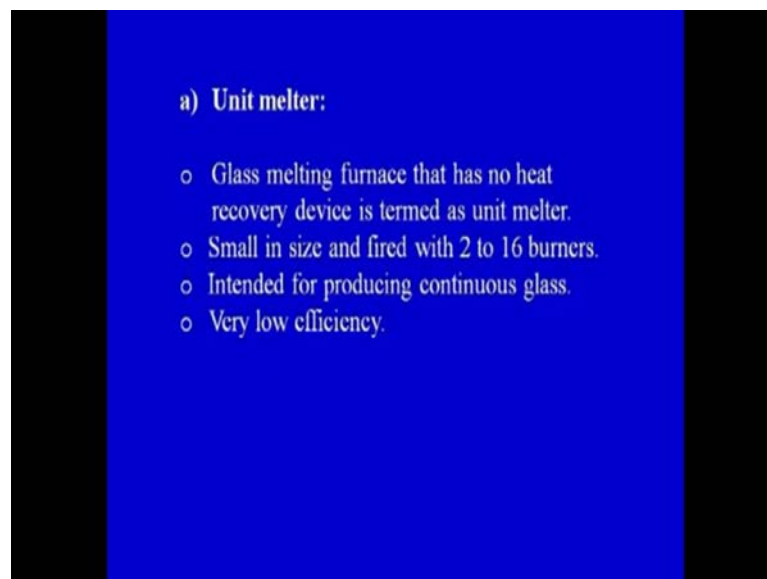 a) Unit melter:
o Glass melting furnace that has no heat
recovery device is termed as unit melter.
o Small in size and fired with 2 to 16 burners.
o Intended for producing continuous glass.
o Very low efficiency.